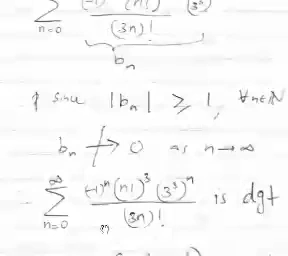 ∑_{n=0} (-1)^n (n!) (3^3) / (3n)!
b_n
since |b_n| ⩾ 1, ∀n∈ℕ
b_n ↛ 0 as n→∞
∑_{n=0}^{∞} (-1)^n (n!)^3 (3^3)^n / (3n)! is dgt